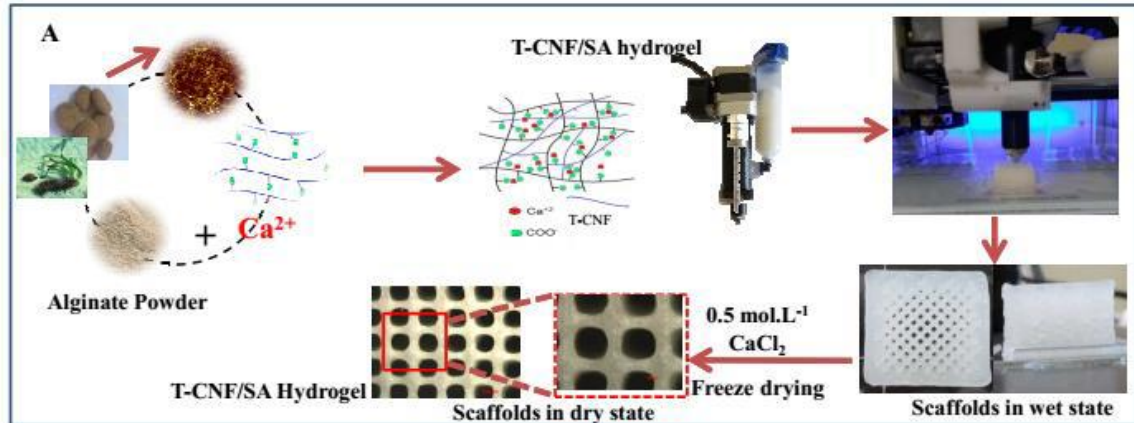 A
T-CNF/SA hydrogel
+ Ca²⁺
Ca⁺²
COO⁻
T-CNF
Alginate Powder
0.5 mol.L⁻¹
CaCl₂
Freeze drying
T-CNF/SA Hydrogel
Scaffolds in dry state
Scaffolds in wet state